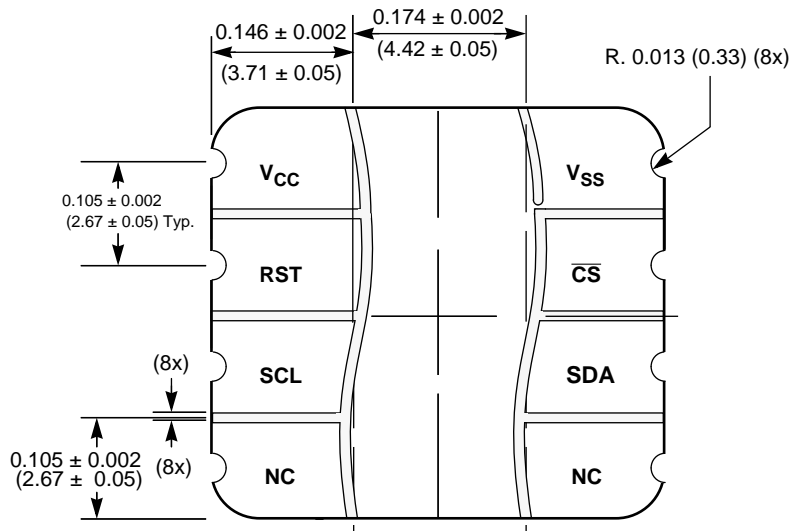 0.146 ± 0.002
(3.71 ± 0.05)
0.174 ± 0.002
(4.42 ± 0.05)
R. 0.013 (0.33) (8x)
0.105 ± 0.002
(2.67 ± 0.05) Typ.
VCC
VSS
RST
CS
SCL
SDA
(8x)
(8x)
0.105 ± 0.002
(2.67 ± 0.05)
NC
NC